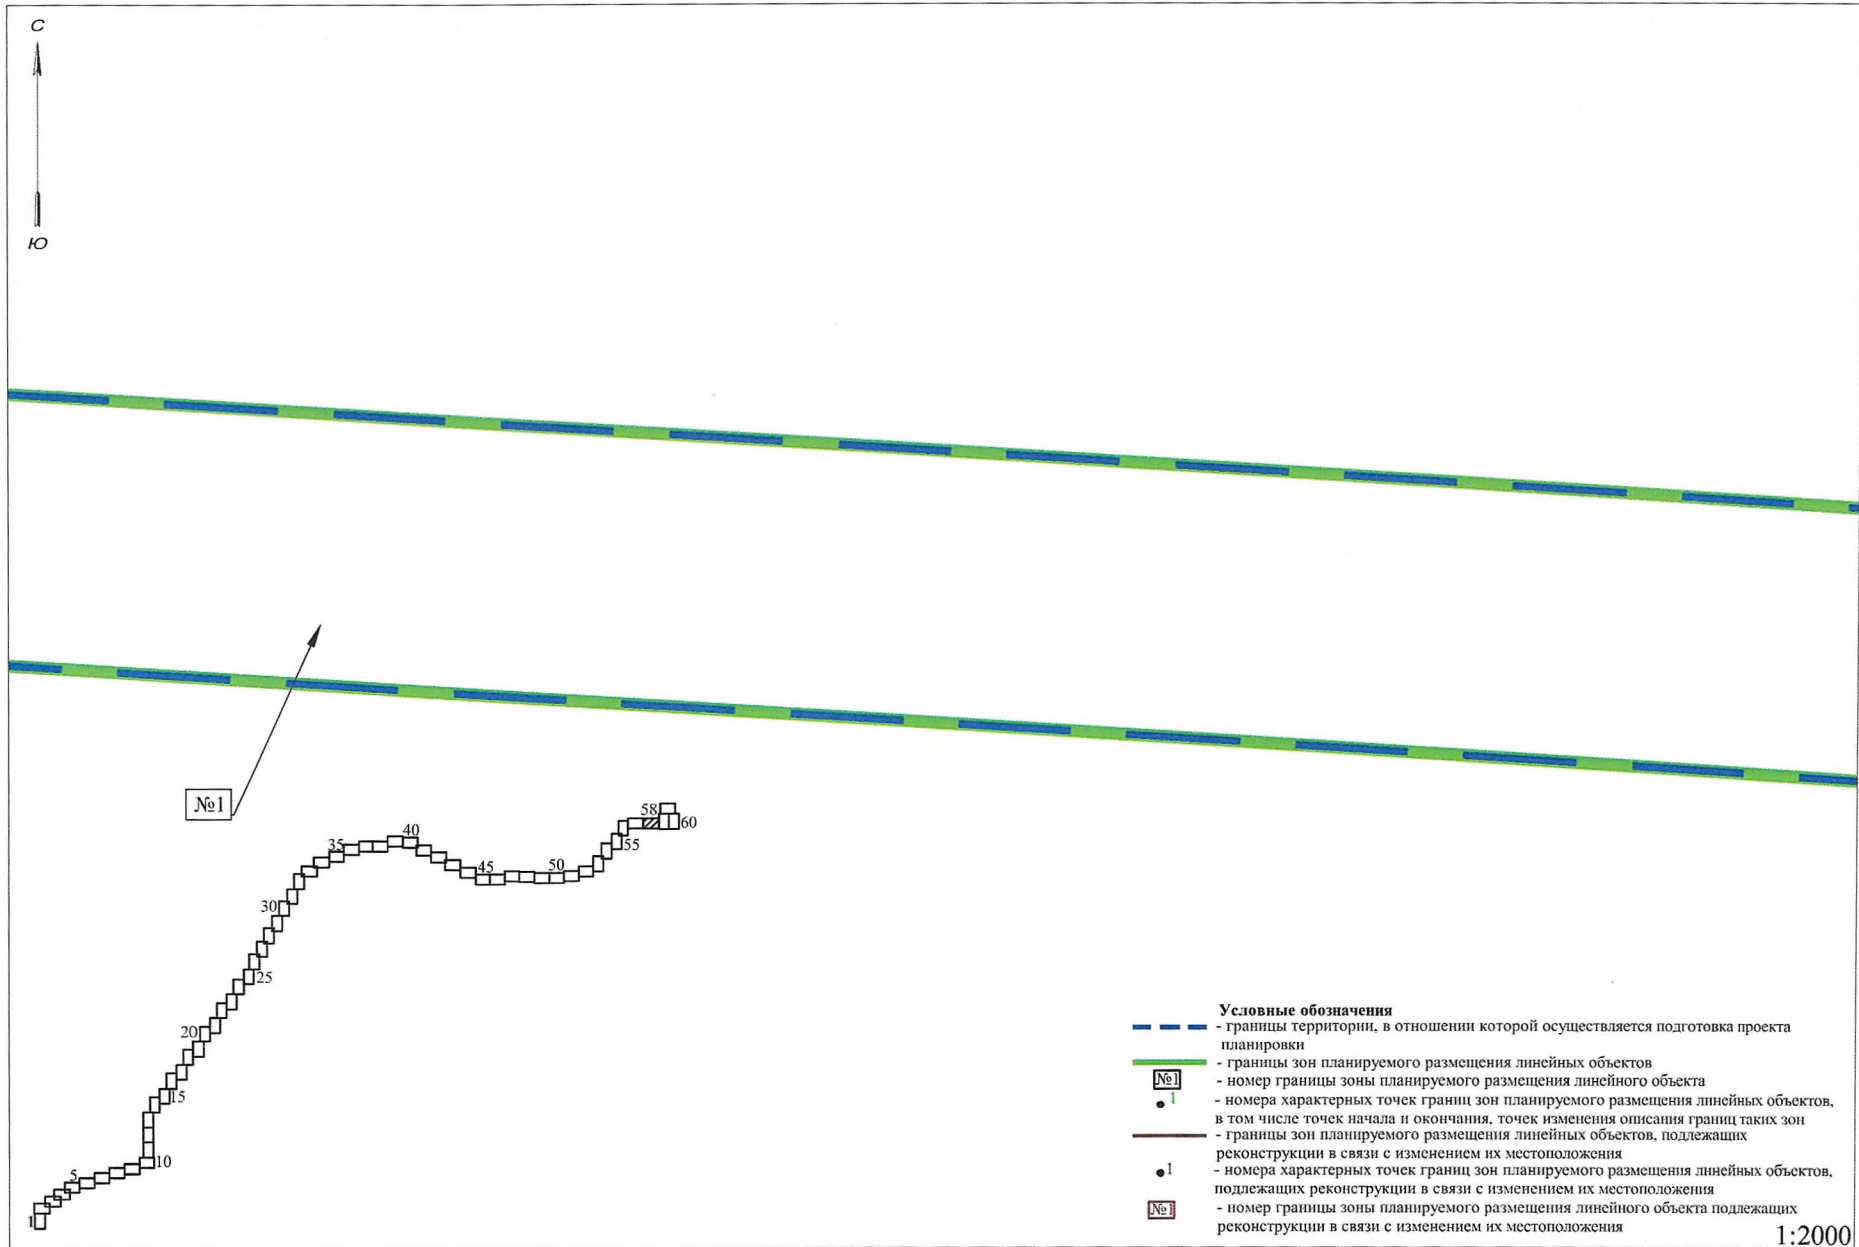 С
Ю
№1
58
60
40
55
35
45
50
30
25
20
15
10
5
1
Условные обозначения
- границы территории, в отношении которой осуществляется подготовка проекта
планировки
- границы зон планируемого размещения линейных объектов
№1 - номер границы зоны планируемого размещения линейного объекта
1 - номера характерных точек границ зон планируемого размещения линейных объектов,
в том числе точек начала и окончания, точек изменения описания границ таких зон
- границы зон планируемого размещения линейных объектов, подлежащих
реконструкции в связи с изменением их местоположения
1 - номера характерных точек границ зон планируемого размещения линейных объектов,
подлежащих реконструкции в связи с изменением их местоположения
№1 - номер границы зоны планируемого размещения линейного объекта подлежащих
реконструкции в связи с изменением их местоположения
1:2000